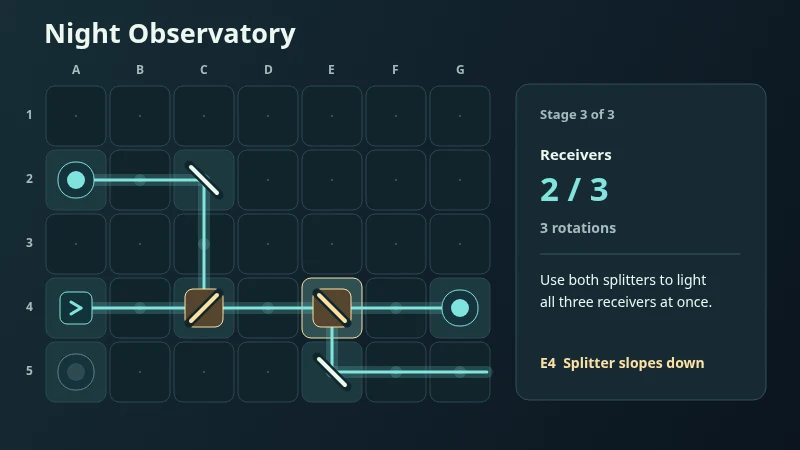 Night Observatory
A B C D E F G
1
2
3
4
5
Stage 3 of 3
Receivers
2 / 3
3 rotations
Use both splitters to light
all three receivers at once.
E4 Splitter slopes down